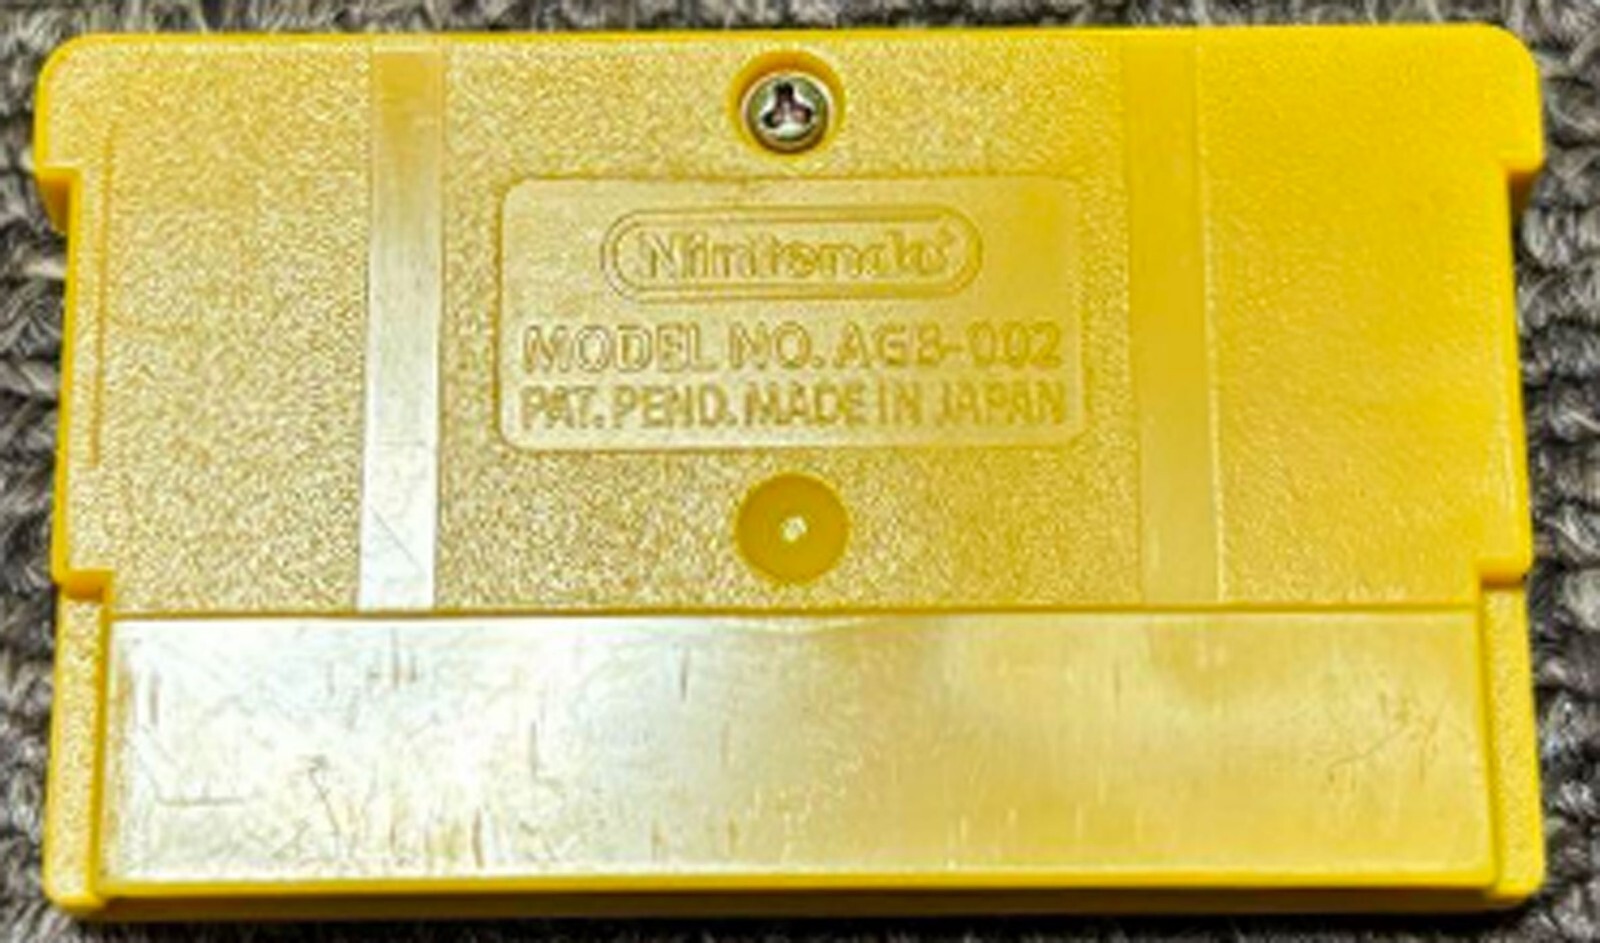 Nintendo®
MODEL NO. AGB-002
PAT. PEND. MADE IN JAPAN